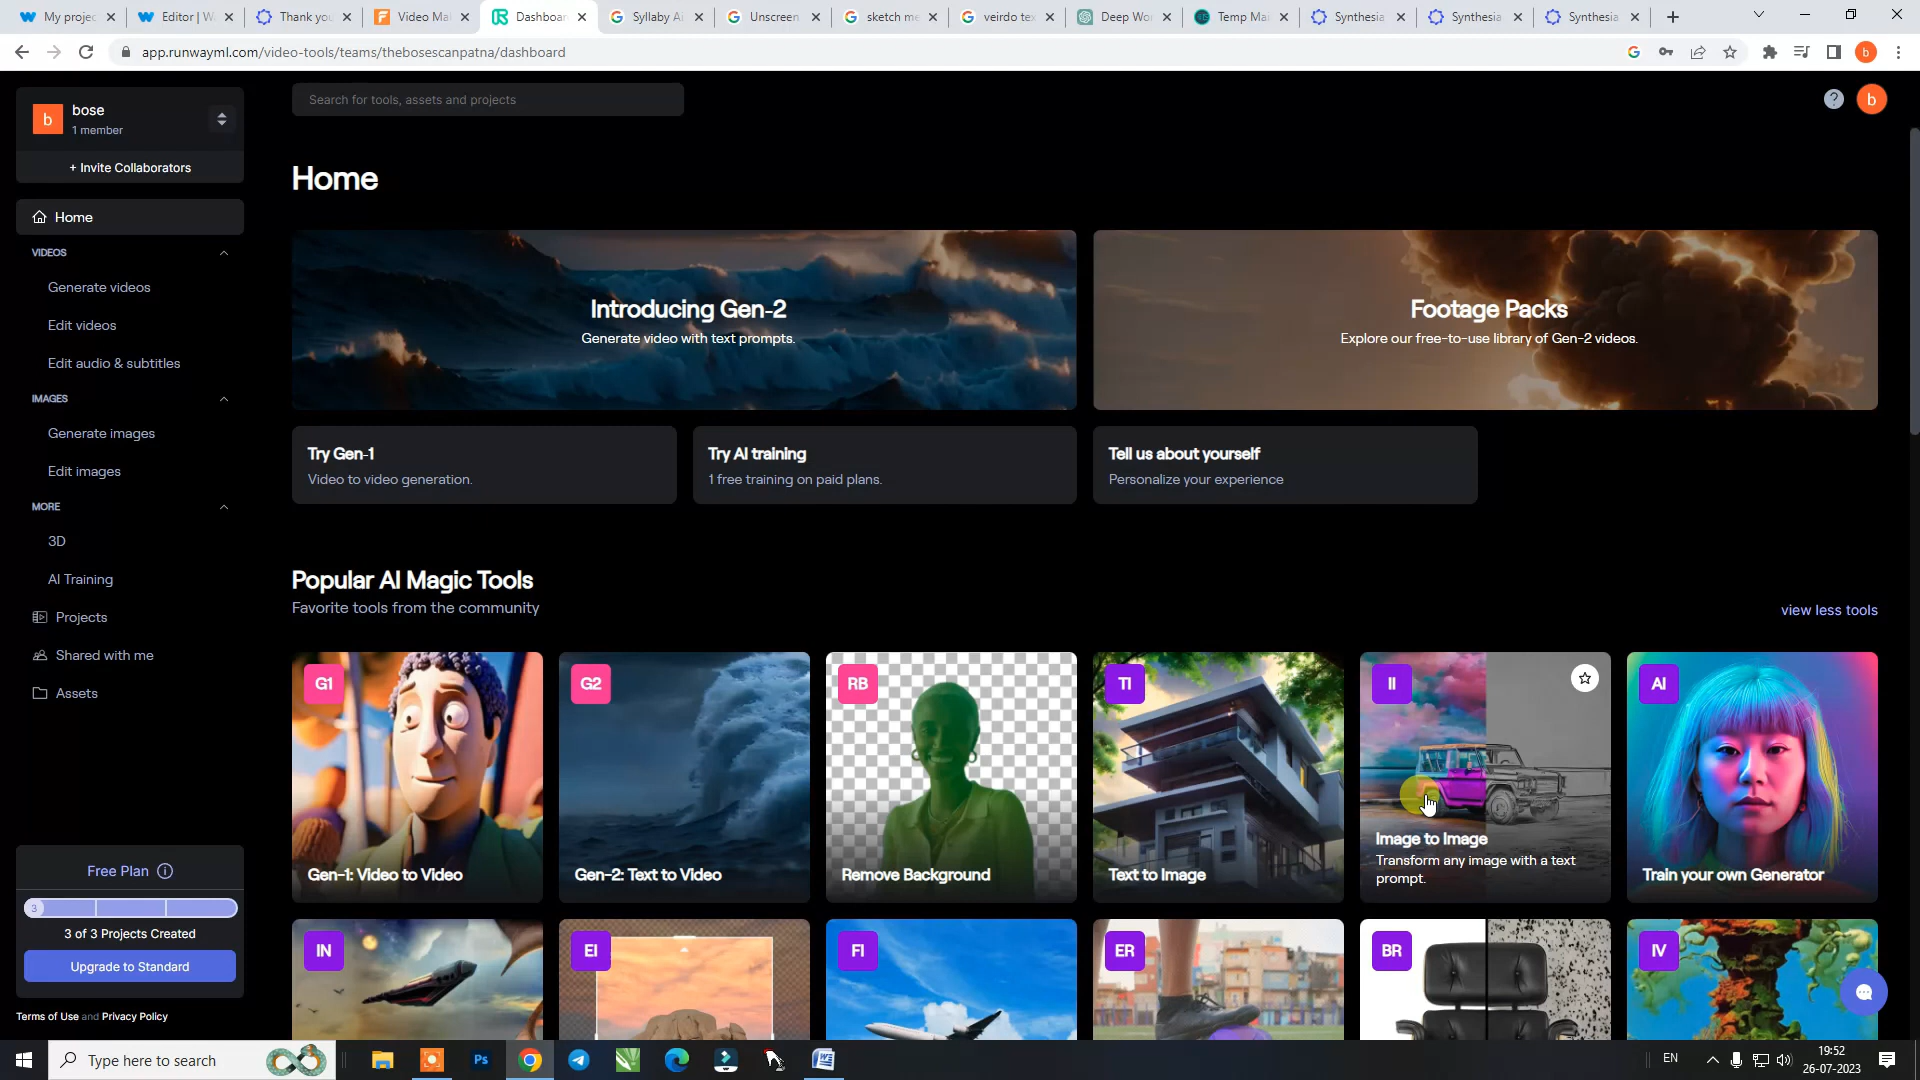 My projec
Editor | W
Thank you
Video Mak
Dashboar
Syllaby A
Unscreen
sketch me
veirdo tex
Deep Wor
Temp Mai
Synthesia
Synthesia
Synthesia
app.runwayml.com/video-tools/teams/thebosescanpatna/dashboard
b
b
bose
1 member
+ Invite Collaborators
Search for tools, assets and projects
?
b
Home
VIDEOS
Generate videos
Edit videos
Edit audio & subtitles
IMAGES
Generate images
Edit images
MORE
3D
AI Training
Projects
Shared with me
Assets
Free Plan
3
3 of 3 Projects Created
Upgrade to Standard
Terms of Use and Privacy Policy
Home
Introducing Gen-2
Generate video with text prompts.
Footage Packs
Explore our free-to-use library of Gen-2 videos.
Try Gen-1
Video to video generation.
Try AI training
1 free training on paid plans.
Tell us about yourself
Personalize your experience
Popular AI Magic Tools
Favorite tools from the community
view less tools
G1
Gen-1: Video to Video
G2
Gen-2: Text to Video
RB
Remove Background
TI
Text to Image
II
Image to Image
Transform any image with a text
prompt.
AI
Train your own Generator
IN
EI
FI
ER
BR
IV
Type here to search
Ps
EN
19:52
26-07-2023